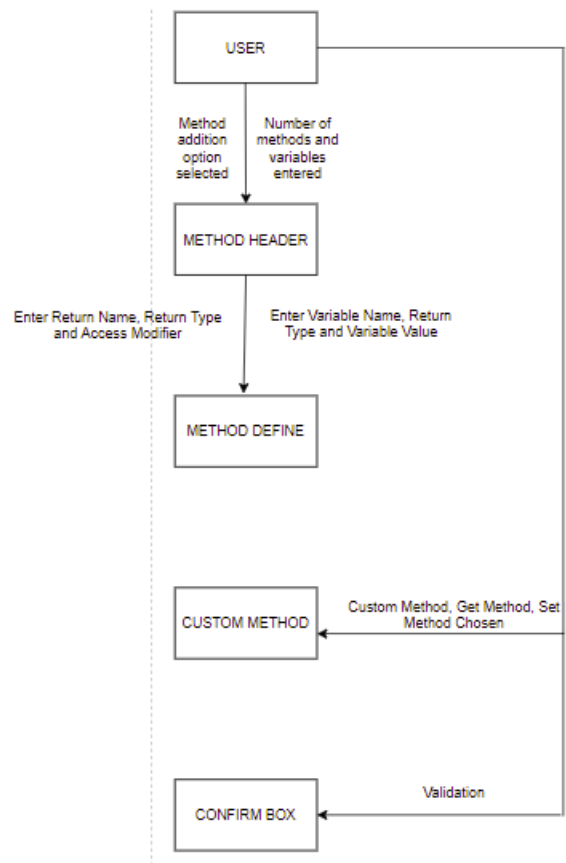 USER
Method
addition
option
selected
Number of
methods and
variables
entered
METHOD HEADER
Enter Return Name, Return Type
and Access Modifier
Enter Variable Name, Return
Type and Variable Value
METHOD DEFINE
CUSTOM METHOD
Custom Method, Get Method, Set
Method Chosen
CONFIRM BOX
Validation